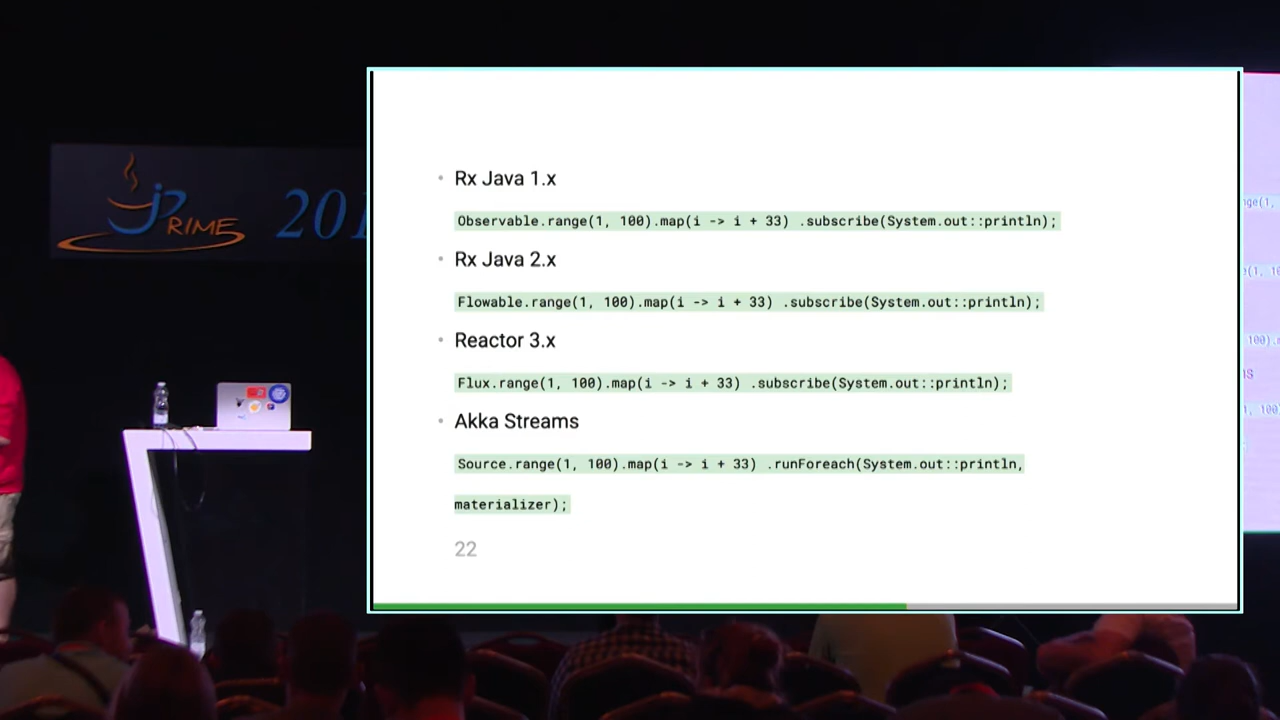 JPRIME 201
Rx Java 1.x
Observable.range(1, 100).map(i -> i + 33) .subscribe(System.out::println);
Rx Java 2.x
Flowable.range(1, 100).map(i -> i + 33) .subscribe(System.out::println);
Reactor 3.x
Flux.range(1, 100).map(i -> i + 33) .subscribe(System.out::println);
Akka Streams
Source.range(1, 100).map(i -> i + 33) .runForeach(System.out::println,
materializer);
22